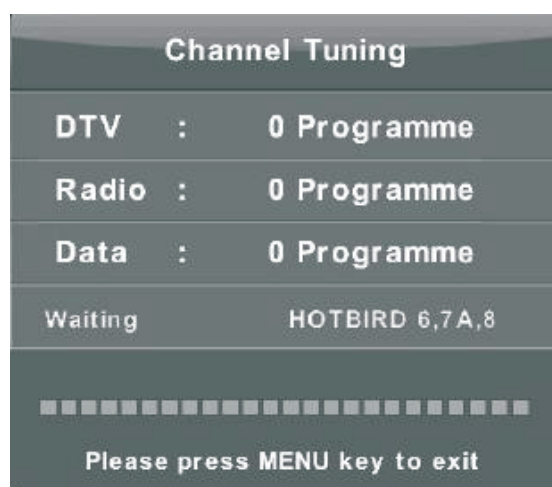 Channel Tuning
DTV : 0 Programme
Radio : 0 Programme
Data : 0 Programme
Waiting HOTBIRD 6,7A,8
Please press MENU key to exit